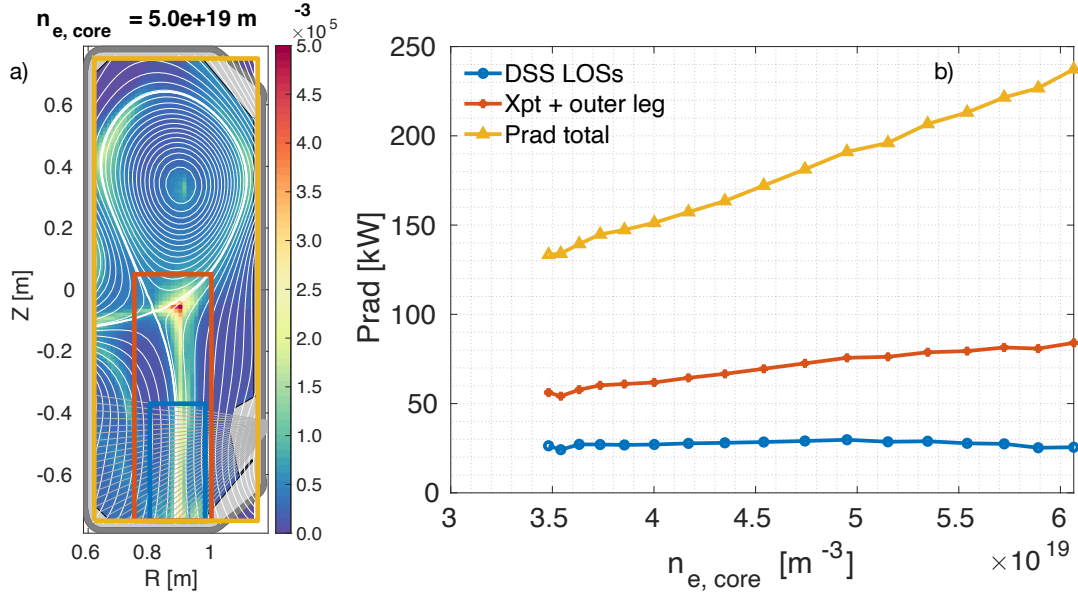 n e, core = 5.0e+19 m -3
×10 5
a)
5.0
4.5
4.0
3.5
3.0
2.5
2.0
1.5
1.0
0.5
0.0
0.6
0.4
0.2
0
-0.2
-0.4
-0.6
Z [m]
0.6 0.8 1
R [m]
b)
DSS LOSs
Xpt + outer leg
Prad total
250
200
150
100
50
0
Prad [kW]
3 3.5 4 4.5 5 5.5 6
n e, core [m -3]
×10 19